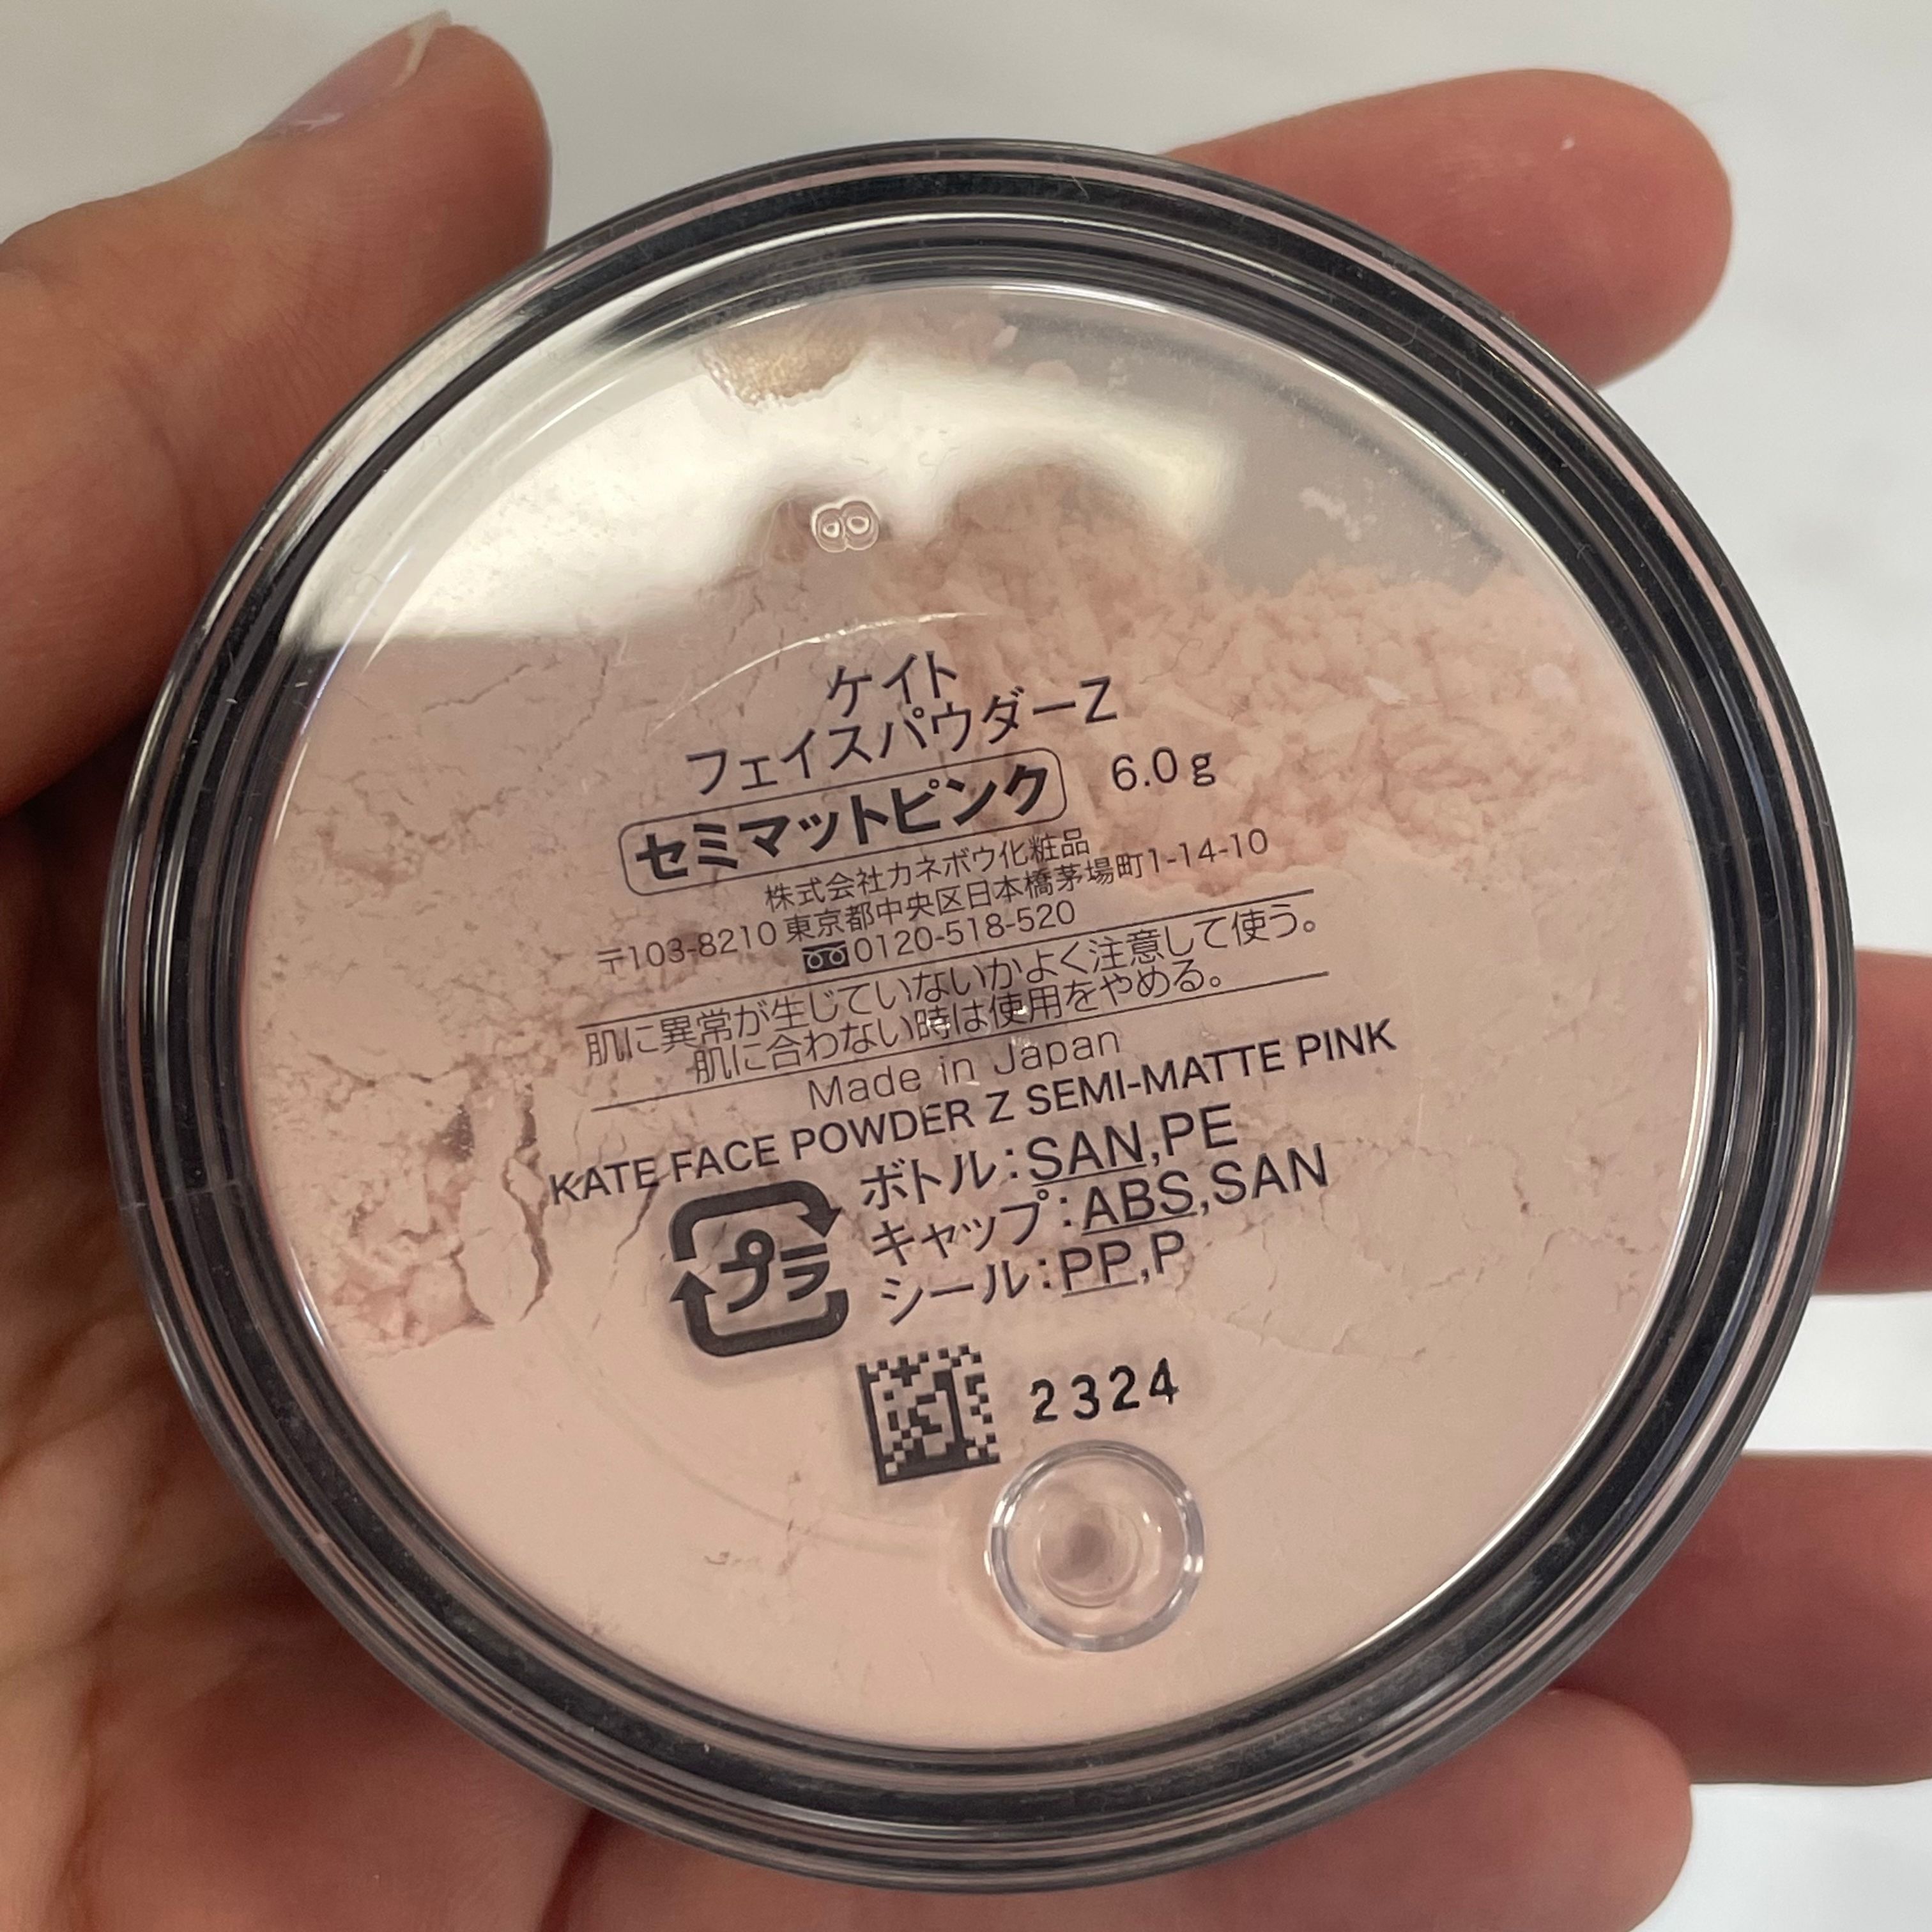 ケイト
フェイスパウダーZ
セミマットピンク 6.0g
株式会社カネボウ化粧品
〒103-8210 東京都中央区日本橋茅場町1-14-10
0120-518-520
肌に異常が生じていないかよく注意して使う。
肌に合わない時は使用をやめる。
Made in Japan
KATE FACE POWDER Z SEMI-MATTE PINK
プラ
ボトル:SAN,PE
キャップ:ABS,SAN
シール:PP,P
2324